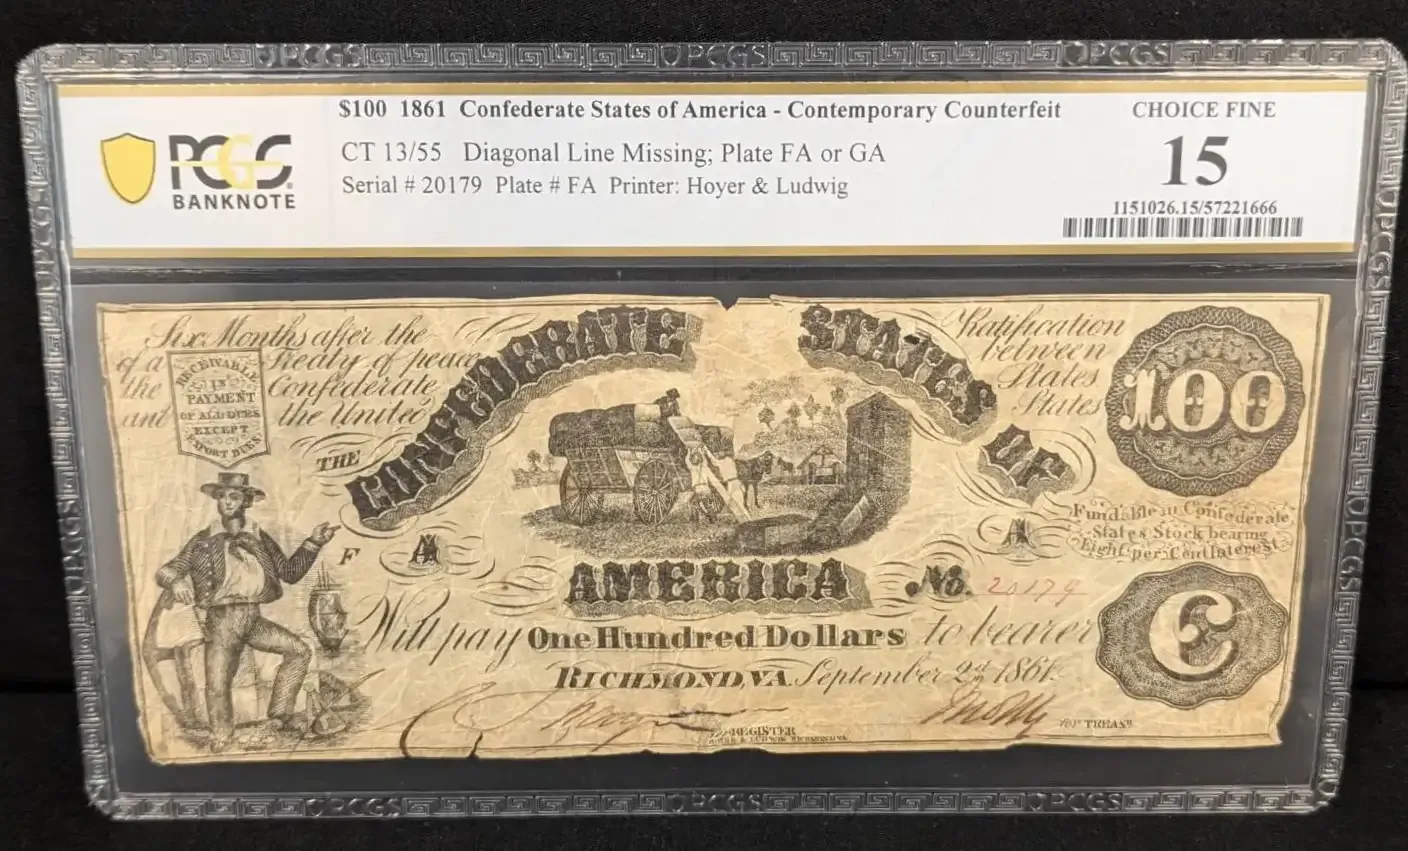 $100 1861 Confederate States of America - Contemporary Counterfeit
CT 13/55 Diagonal Line Missing; Plate FA or GA
Serial # 20179 Plate # FA Printer: Hoyer & Ludwig
PCGS
BANKNOTE
CHOICE FINE
15
1151026.15/57221666
Six Months after the Ratification
of a Treaty of peace between
the Confederate States
and the United States
RECEIVABLE
IN
PAYMENT
OF ALL DUES
EXCEPT
EXPORT DUES
THE
CONFEDERATE STATES OF
AMERICA
100
Fundable in Confederate
States Stock bearing
Eight per Cent Interest
F A A
No. 20179
Will pay One Hundred Dollars to bearer
RICHMOND, VA. September 2d 1861.
C
REGISTER
FOR TREASR